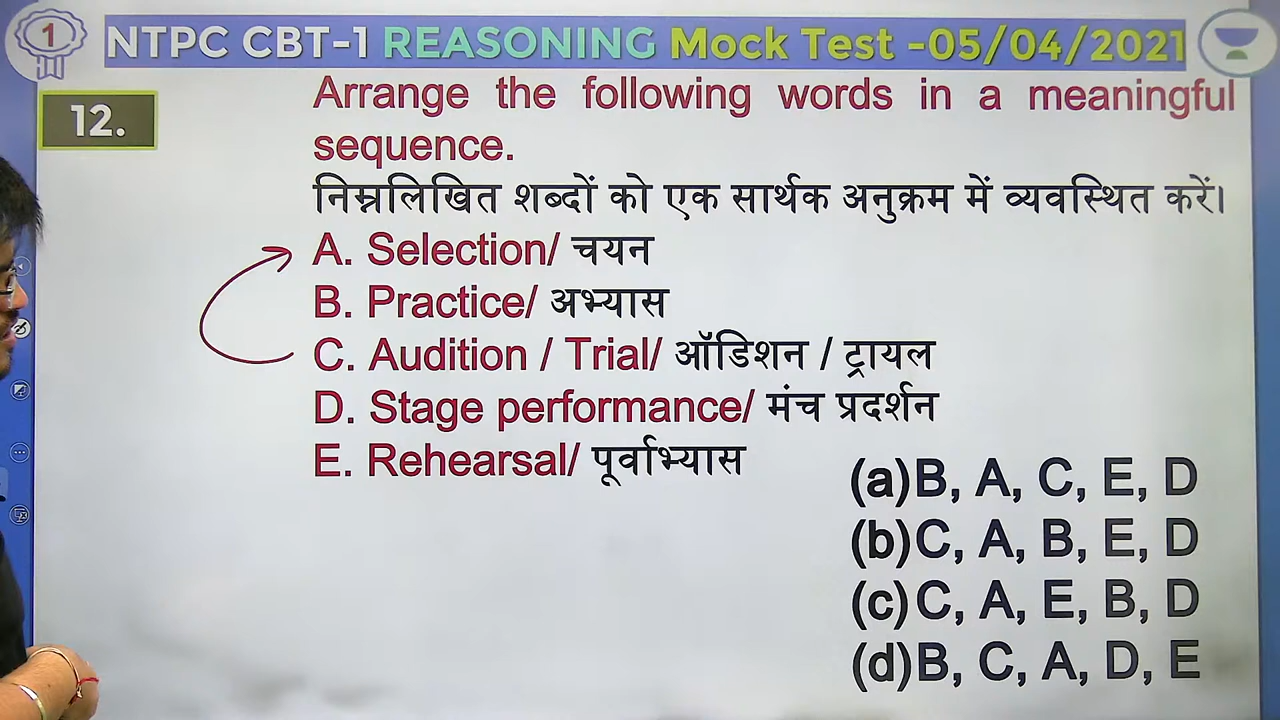 1
NTPC CBT-1 REASONING Mock Test -05/04/2021
12.
Arrange the following words in a meaningful
sequence.
निम्नलिखित शब्दों को एक सार्थक अनुक्रम में व्यवस्थित करें।
A. Selection/ चयन
B. Practice/ अभ्यास
C. Audition / Trial/ ऑडिशन / ट्रायल
D. Stage performance/ मंच प्रदर्शन
E. Rehearsal/ पूर्वाभ्यास
(a)B, A, C, E, D
(b)C, A, B, E, D
(c)C, A, E, B, D
(d)B, C, A, D, E